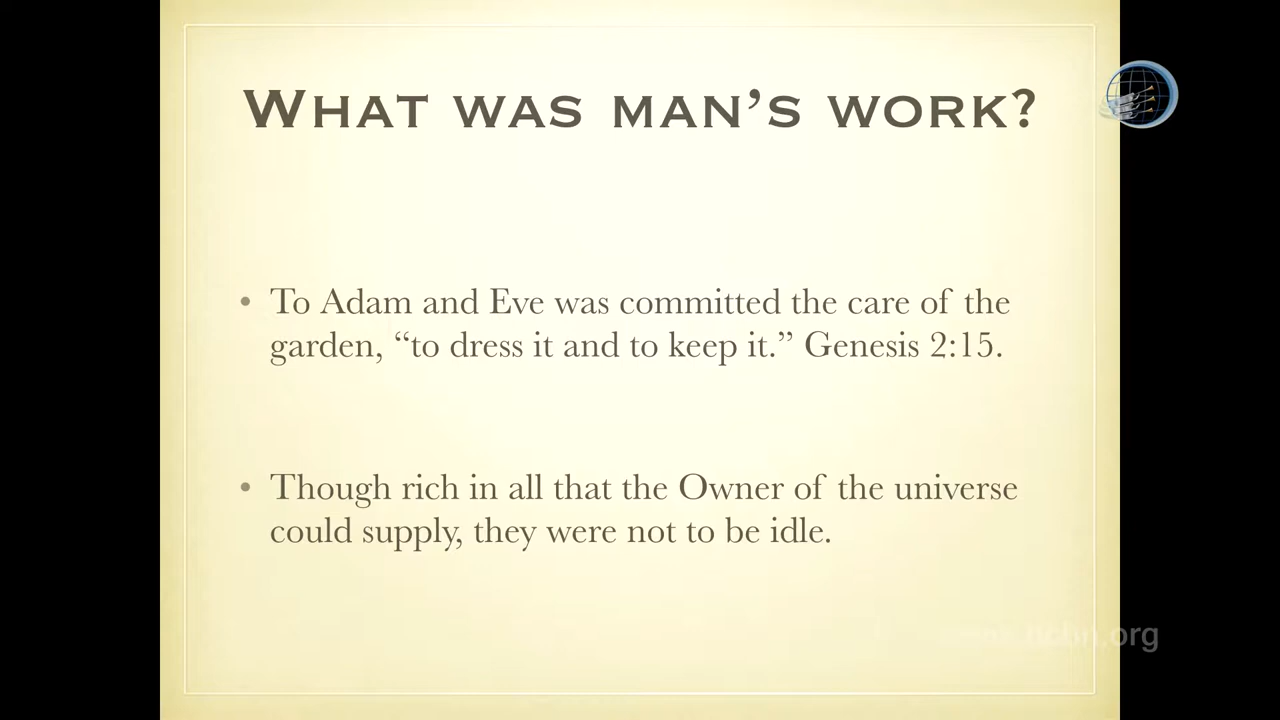 What was man’s work?
• To Adam and Eve was committed the care of the
garden, “to dress it and to keep it.” Genesis 2:15.
• Though rich in all that the Owner of the universe
could supply, they were not to be idle.